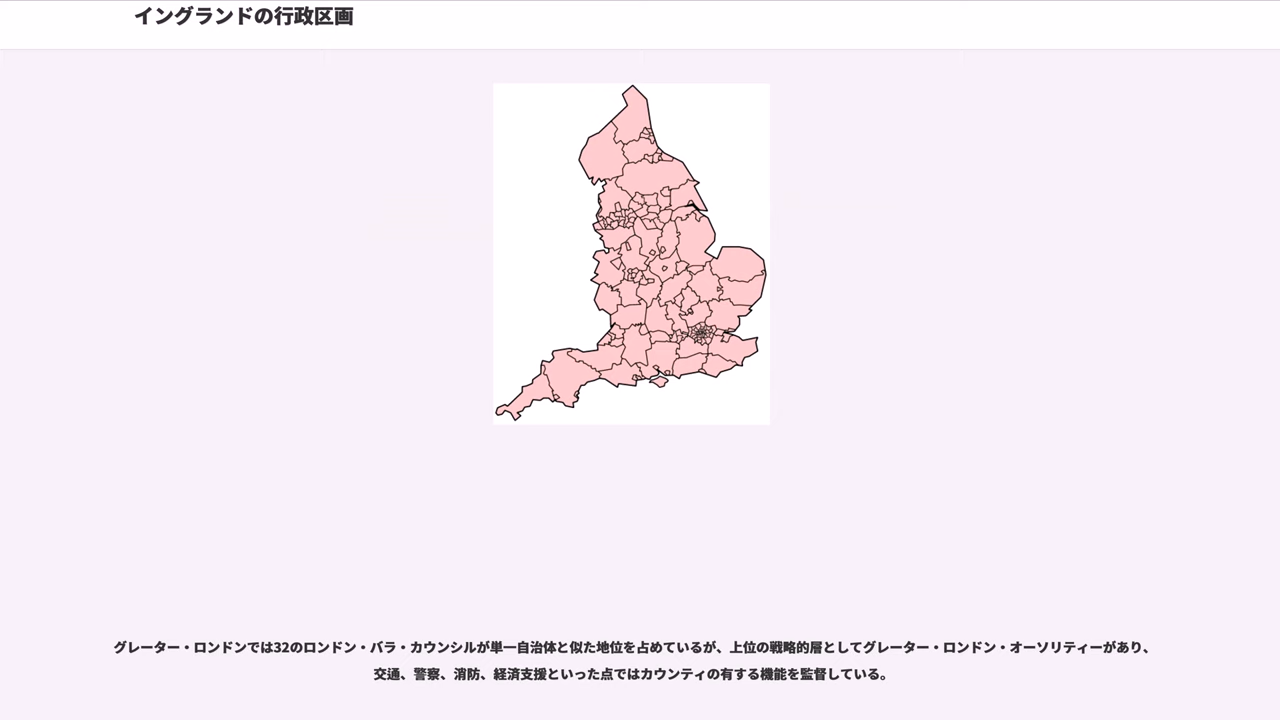 イングランドの行政区画
グレーター・ロンドンでは32のロンドン・バラ・カウンシルが単一自治体と似た地位を占めているが、上位の戦略的層としてグレーター・ロンドン・オーソリティーがあり、
交通、警察、消防、経済支援といった点ではカウンティの有する機能を監督している。